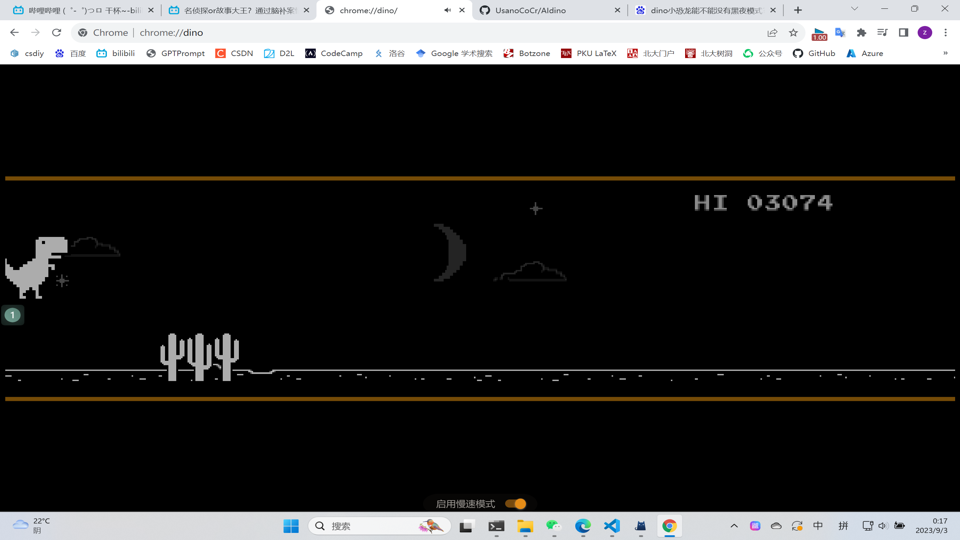 哔哩哔哩 (゜-゜)つロ 干杯~-bili
名侦探or故事大王？通过脑补案
chrome://dino/
UsanoCoCr/AIdino
dino小恐龙能不能没有黑夜模式
Chrome | chrome://dino
1.00
z
csdiy
百度
bilibili
GPTPrompt
CSDN
D2L
CodeCamp
洛谷
Google 学术搜索
Botzone
PKU LaTeX
北大门户
北大树洞
公众号
GitHub
Azure
»
HI 03074
1
启用慢速模式
22°C
阴
搜索
中
拼
0:17
2023/9/3